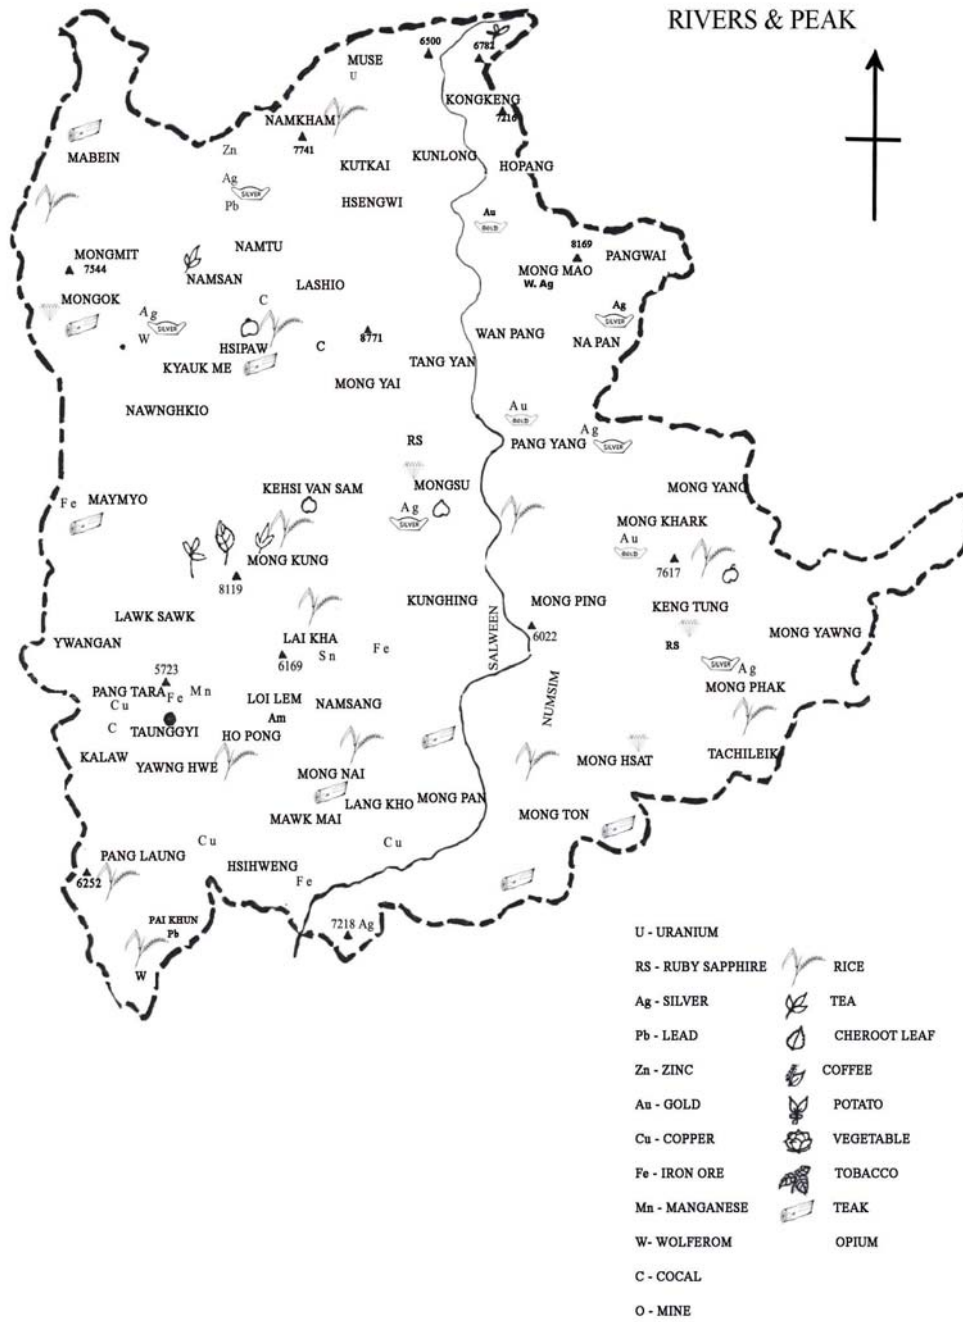 RIVERS & PEAK
6500
6782
MUSE
U
KONGKENG
7216
NAMKHAM
7741
Zn
MABEIN
KUTKAI
KUNLONG
HOPANG
Ag
SILVER
Pb
HSENGWI
Au
GOLD
NAMTU
8169
PANGWAI
MONGMIT
7544
NAMSAN
MONG MAO
W. Ag
LASHIO
MONGOK
C
Ag
SILVER
W
Ag
SILVER
8771
WAN PANG
NA PAN
HSIPAW
C
KYAUK ME
TANG YAN
MONG YAI
NAWNGHKIO
Au
GOLD
Ag
SILVER
PANG YANG
RS
KEHSI VAN SAM
MONGSU
MONG YANG
Fe
MAYMYO
Ag
SILVER
MONG KHARK
Au
GOLD
7617
MONG KUNG
8119
KUNGHING
MONG PING
KENG TUNG
LAWK SAWK
YWANGAN
LAI KHA
6169
Sn
Fe
SALWEEN
6022
RS
MONG YAWNG
5723
SILVER
Ag
PANG TARA
Fe
Mn
Cu
LOI LEM
NAMSANG
NUMSIM
MONG PHAK
Am
C
TAUNGGYI
HO PONG
KALAW
YAWNG HWE
MONG NAI
MONG HSAT
TACHILEIK
LANG KHO
MONG PAN
MAWK MAI
MONG TON
Cu
Cu
PANG LAUNG
6252
HSIHWENG
Fe
PAI KHUN
Pb
7218 Ag
W
U - URANIUM
RS - RUBY SAPPHIRE
RICE
Ag - SILVER
TEA
Pb - LEAD
CHEROOT LEAF
Zn - ZINC
COFFEE
Au - GOLD
POTATO
Cu - COPPER
VEGETABLE
Fe - IRON ORE
TOBACCO
Mn - MANGANESE
TEAK
W- WOLFEROM
OPIUM
C - COCAL
O - MINE